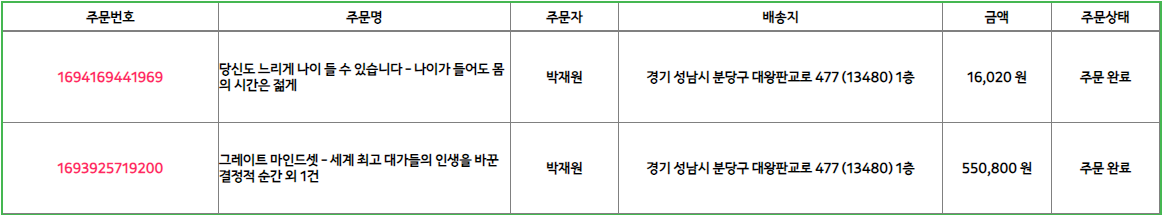 주문번호 주문명 주문자 배송지 금액 주문상태
1694169441969 당신도 느리게 나이 들 수 있습니다 - 나이가 들어도 몸
의 시간은 젊게 박재원 경기 성남시 분당구 대왕판교로 477 (13480) 1층 16,020 원 주문 완료
1693925719200 그레이트 마인드셋 - 세계 최고 대가들의 인생을 바꾼
결정적 순간 외 1건 박재원 경기 성남시 분당구 대왕판교로 477 (13480) 1층 550,800 원 주문 완료